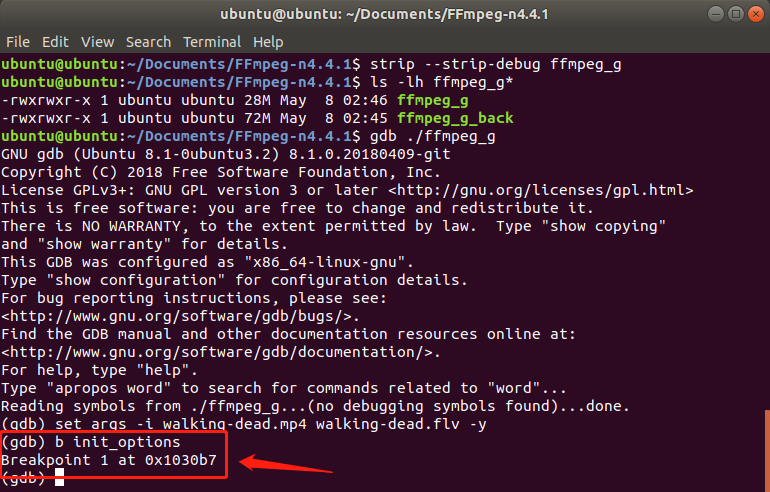 ubuntu@ubuntu: ~/Documents/FFmpeg-n4.4.1
File Edit View Search Terminal Help
ubuntu@ubuntu:~/Documents/FFmpeg-n4.4.1$ strip --strip-debug ffmpeg_g
ubuntu@ubuntu:~/Documents/FFmpeg-n4.4.1$ ls -lh ffmpeg_g*
-rwxrwxr-x 1 ubuntu ubuntu 28M May  8 02:46 ffmpeg_g
-rwxrwxr-x 1 ubuntu ubuntu 72M May  8 02:45 ffmpeg_g_back
ubuntu@ubuntu:~/Documents/FFmpeg-n4.4.1$ gdb ./ffmpeg_g
GNU gdb (Ubuntu 8.1-0ubuntu3.2) 8.1.0.20180409-git
Copyright (C) 2018 Free Software Foundation, Inc.
License GPLv3+: GNU GPL version 3 or later <http://gnu.org/licenses/gpl.html>
This is free software: you are free to change and redistribute it.
There is NO WARRANTY, to the extent permitted by law.  Type "show copying"
and "show warranty" for details.
This GDB was configured as "x86_64-linux-gnu".
Type "show configuration" for configuration details.
For bug reporting instructions, please see:
<http://www.gnu.org/software/gdb/bugs/>.
Find the GDB manual and other documentation resources online at:
<http://www.gnu.org/software/gdb/documentation/>.
For help, type "help".
Type "apropos word" to search for commands related to "word"...
Reading symbols from ./ffmpeg_g...(no debugging symbols found)...done.
(gdb) set args -i walking-dead.mp4 walking-dead.flv -y
(gdb) b init_options
Breakpoint 1 at 0x1030b7
(gdb)